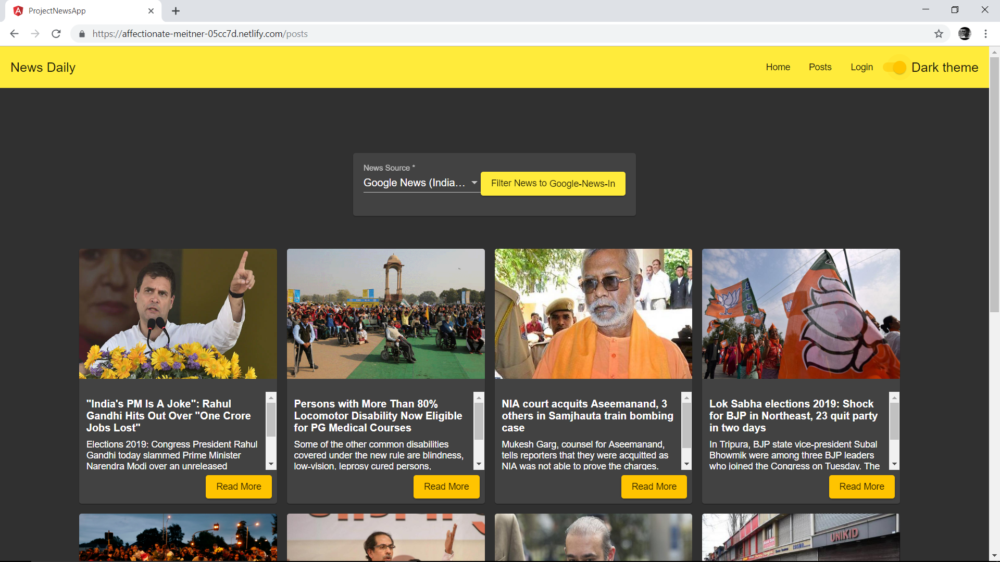 ProjectNewsApp
https://affectionate-meitner-05cc7d.netlify.com/posts
News Daily
Home
Posts
Login
Dark theme
News Source *
Google News (India...
Filter News to Google-News-In
"India's PM Is A Joke": Rahul
Gandhi Hits Out Over "One Crore
Jobs Lost"
Elections 2019: Congress President Rahul
Gandhi today slammed Prime Minister
Narendra Modi over an unreleased
Read More
Persons with More Than 80%
Locomotor Disability Now Eligible
for PG Medical Courses
Some of the other common disabilities
covered under the new rule are blindness,
low-vision, leprosy cured persons,
Read More
NIA court acquits Aseemanand, 3
others in Samjhauta train bombing
case
Mukesh Garg, counsel for Aseemanand,
tells reporters that they were acquitted as
NIA was not able to prove the charges.
Read More
Lok Sabha elections 2019: Shock
for BJP in Northeast, 23 quit party
in two days
In Tripura, BJP state vice-president Subal
Bhowmik were among three BJP leaders
who joined the Congress on Tuesday. The
Read More
UNIKID
COSMO